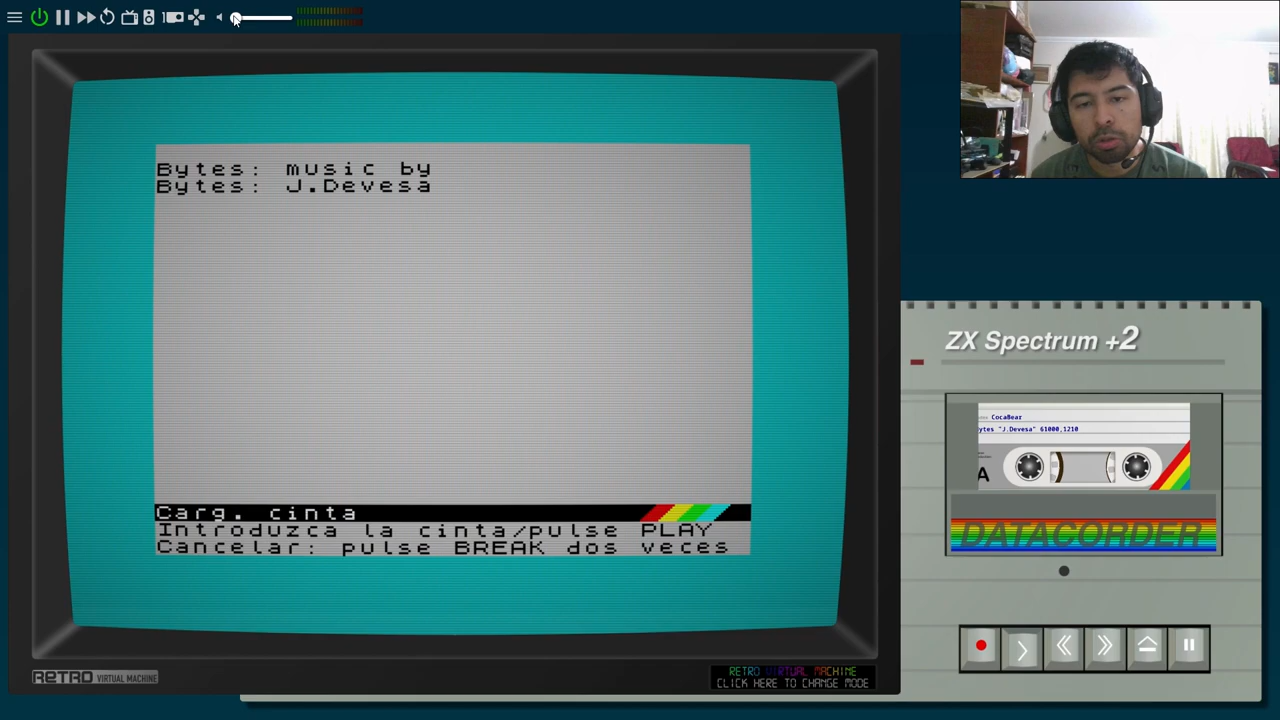 Bytes: music by
Bytes: J.Devesa
Carg. cinta
Introduzca la cinta/pulse PLAY
Cancelar: pulse BREAK dos veces
RETRO VIRTUAL MACHINE
RETRO VIRTUAL MACHINE
CLICK HERE TO CHANGE MODE
ZX Spectrum +2
CocaBear
ytes "J.Devesa" 61000,1210
A
DATACORDER